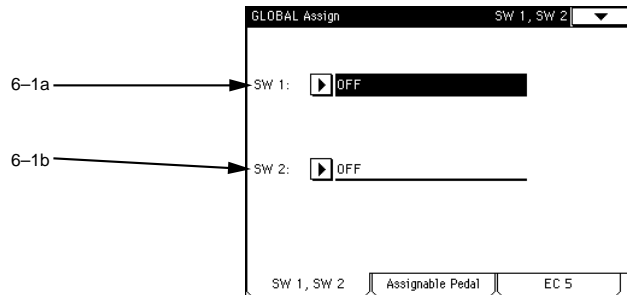 GLOBAL Assign SW 1, SW 2
6–1a SW 1: OFF
6–1b SW 2: OFF
SW 1, SW 2 Assignable Pedal EC 5